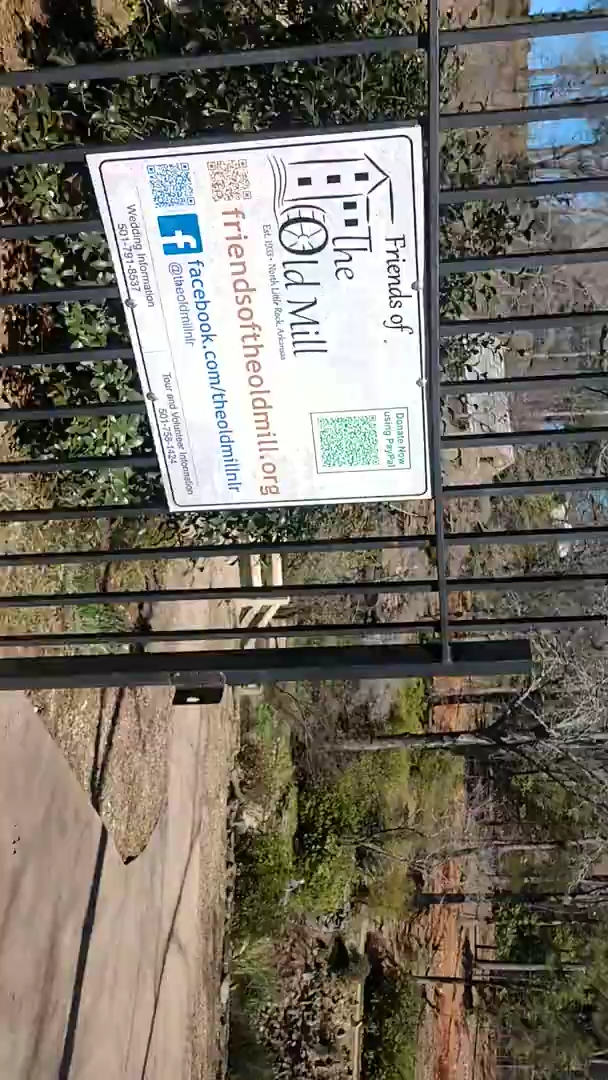 Friends of
The
Old Mill
Est. 1933 • North Little Rock, Arkansas
Donate Now
using PayPal
friendsoftheoldmill.org
facebook.com/theoldmillnlr
@theoldmillnlr
Wedding Information
501-791-8537
Tour and Volunteer Information
501-758-1424